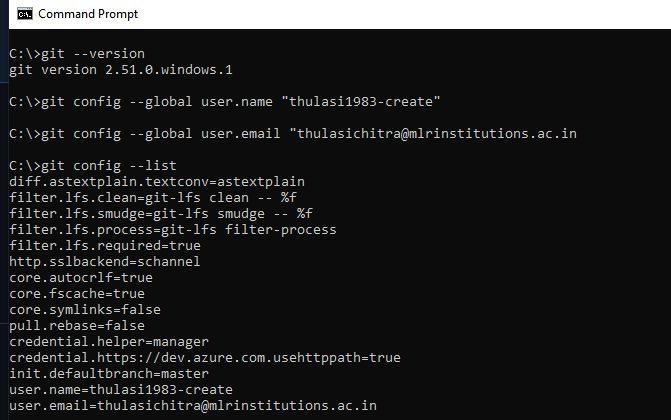 Command Prompt
C:\>git --version
git version 2.51.0.windows.1
C:\>git config --global user.name "thulasi1983-create"
C:\>git config --global user.email "thulasichitra@mlrinstitutions.ac.in
C:\>git config --list
diff.astextplain.textconv=astextplain
filter.lfs.clean=git-lfs clean -- %f
filter.lfs.smudge=git-lfs smudge -- %f
filter.lfs.process=git-lfs filter-process
filter.lfs.required=true
http.sslbackend=schannel
core.autocrlf=true
core.fscache=true
core.symlinks=false
pull.rebase=false
credential.helper=manager
credential.https://dev.azure.com.usehttppath=true
init.defaultbranch=master
user.name=thulasi1983-create
user.email=thulasichitra@mlrinstitutions.ac.in